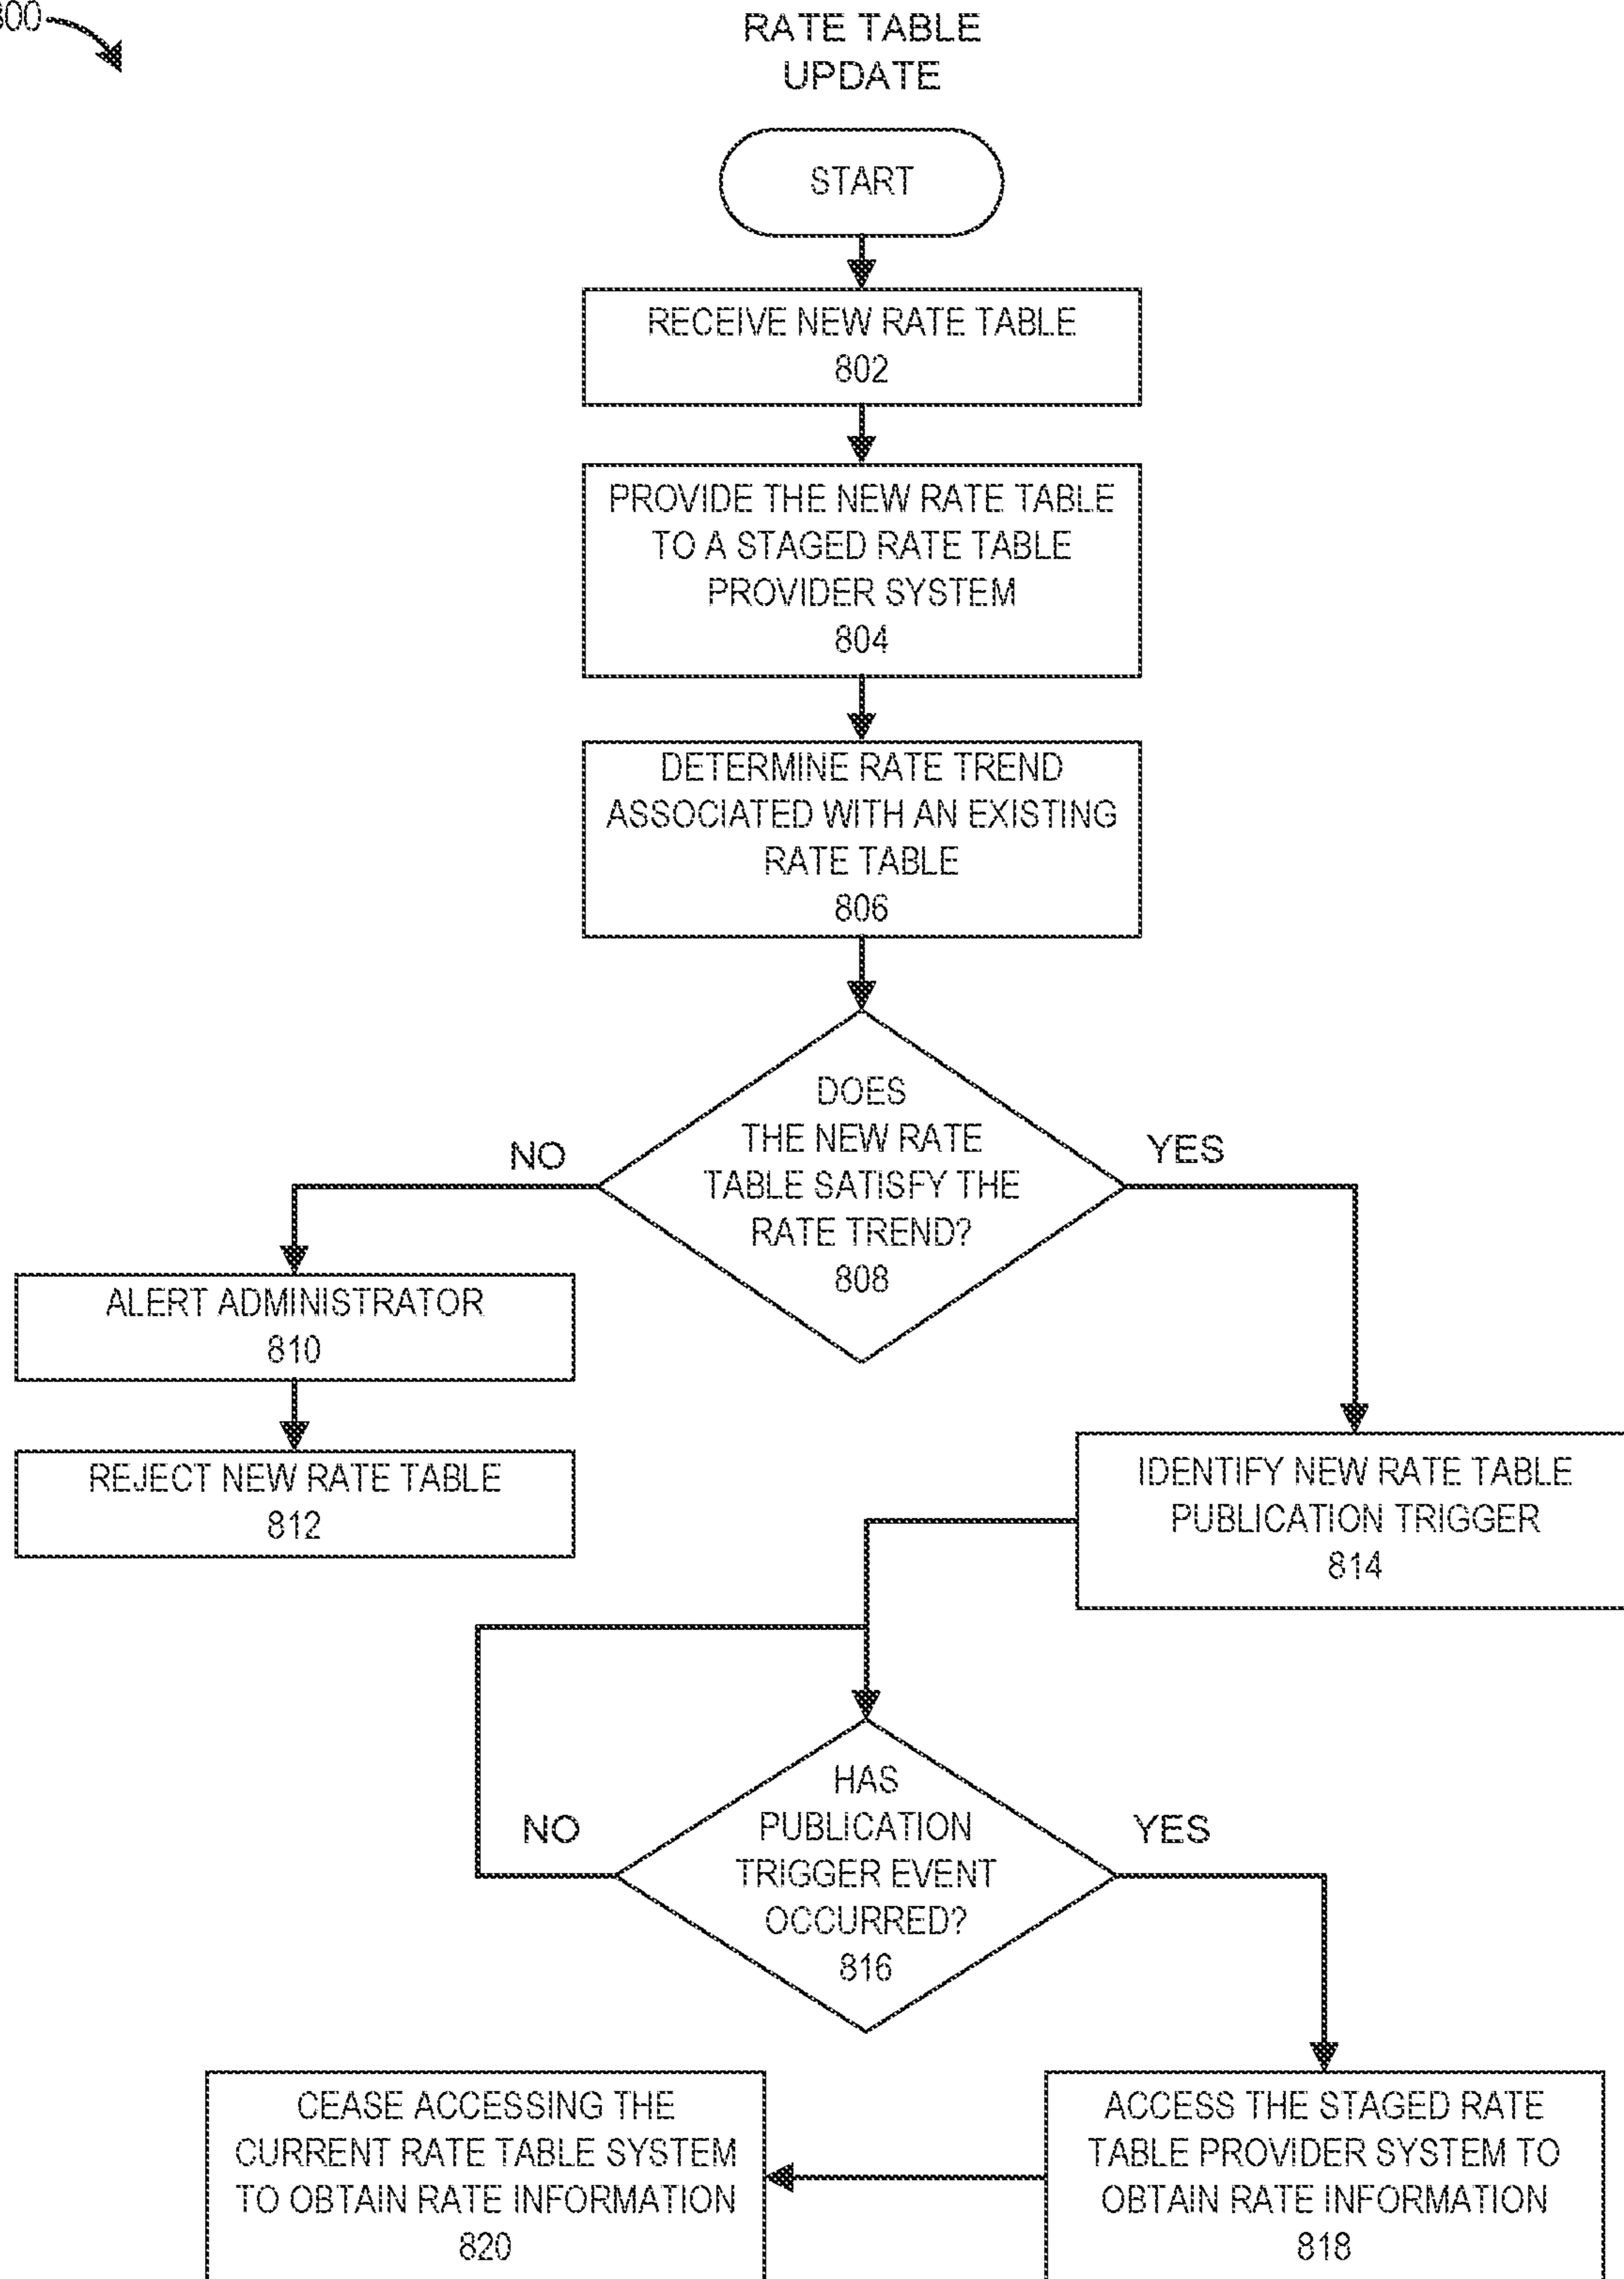 RATE TABLE
UPDATE
START
RECEIVE NEW RATE TABLE
802
PROVIDE THE NEW RATE TABLE
TO A STAGED RATE TABLE
PROVIDER SYSTEM
804
DETERMINE RATE TREND
ASSOCIATED WITH AN EXISTING
RATE TABLE
806
DOES
THE NEW RATE
TABLE SATISFY THE
RATE TREND?
808
NO
YES
ALERT ADMINISTRATOR
810
REJECT NEW RATE TABLE
812
IDENTIFY NEW RATE TABLE
PUBLICATION TRIGGER
814
HAS
PUBLICATION
TRIGGER EVENT
OCCURRED?
816
NO
YES
CEASE ACCESSING THE
CURRENT RATE TABLE SYSTEM
TO OBTAIN RATE INFORMATION
820
ACCESS THE STAGED RATE
TABLE PROVIDER SYSTEM TO
OBTAIN RATE INFORMATION
818